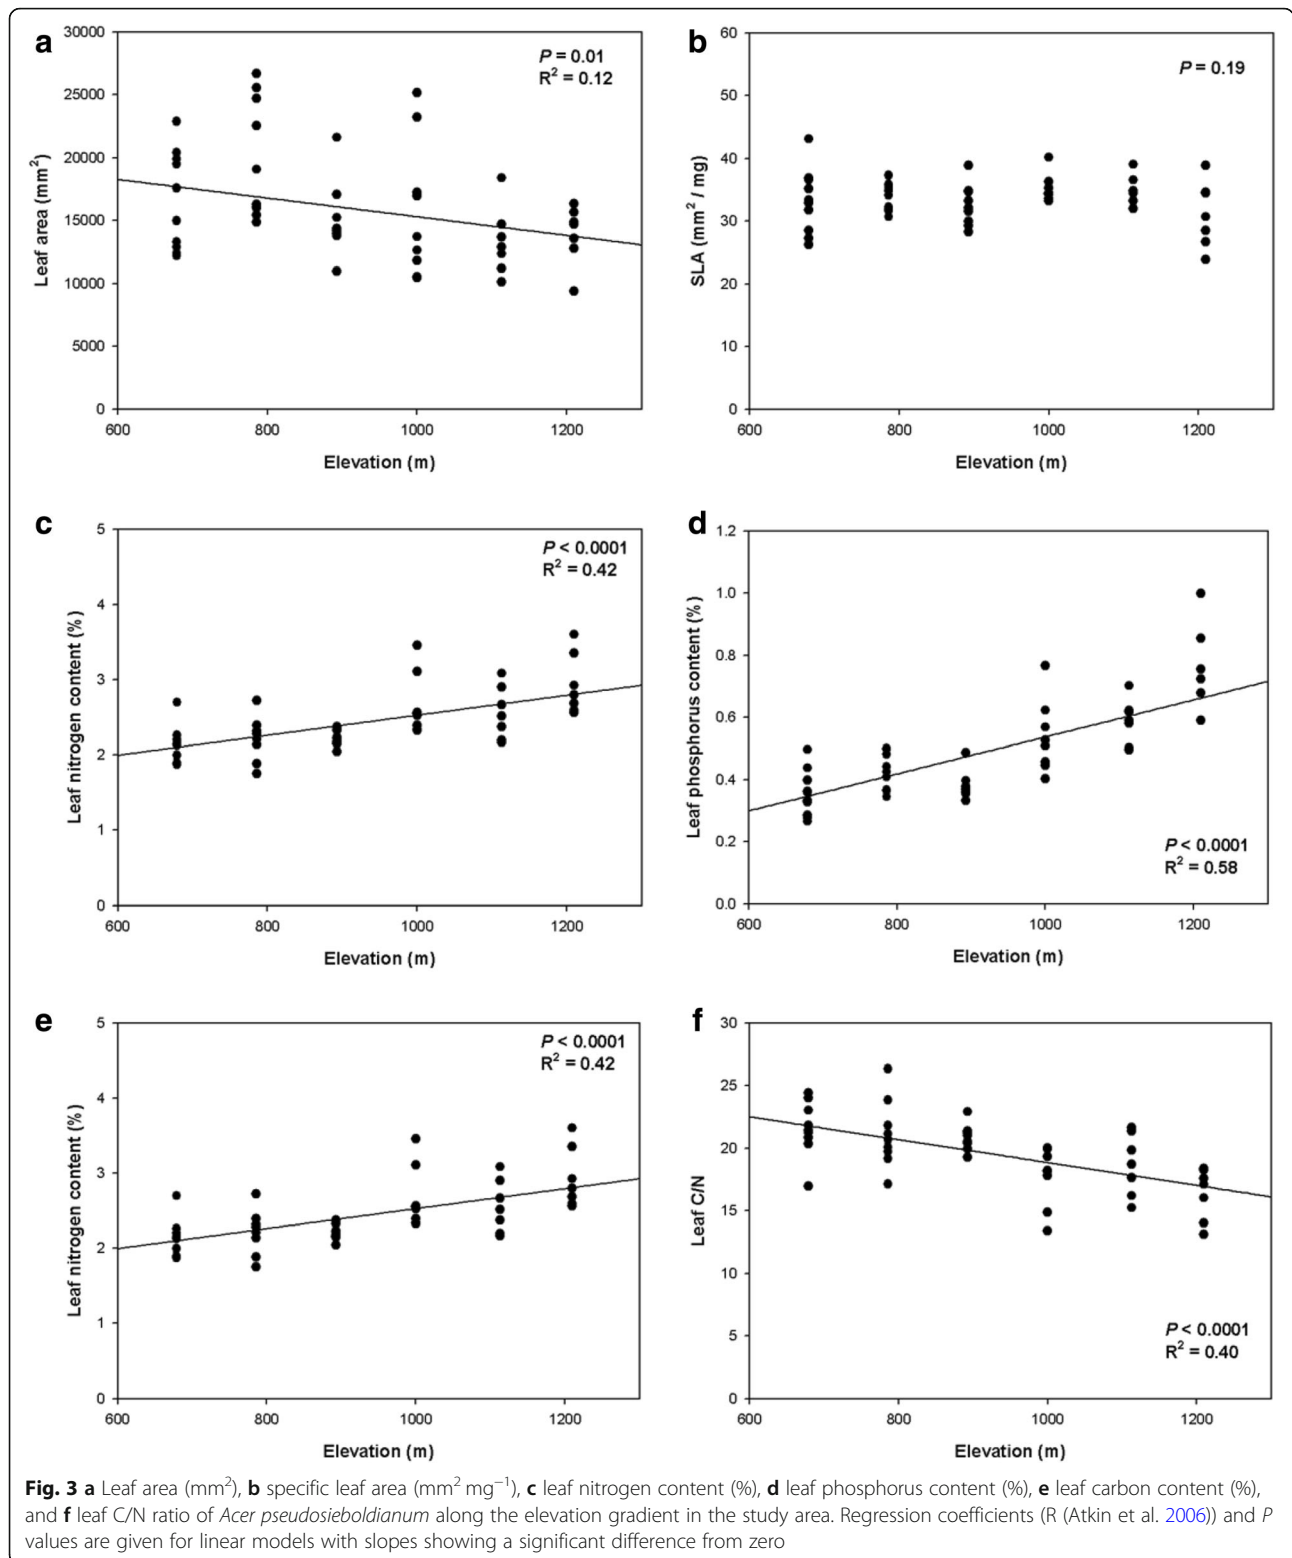 a
30000
25000
20000
15000
10000
5000
0
Leaf area (mm²)
P = 0.01
R² = 0.12
600 800 1000 1200
Elevation (m)
b
60
50
40
30
20
10
0
SLA (mm² / mg)
P = 0.19
600 800 1000 1200
Elevation (m)
c
5
4
3
2
1
0
Leaf nitrogen content (%)
P < 0.0001
R² = 0.42
600 800 1000 1200
Elevation (m)
d
1.2
1.0
0.8
0.6
0.4
0.2
0.0
Leaf phosphorus content (%)
P < 0.0001
R² = 0.58
600 800 1000 1200
Elevation (m)
e
5
4
3
2
1
0
Leaf nitrogen content (%)
P < 0.0001
R² = 0.42
600 800 1000 1200
Elevation (m)
f
30
25
20
15
10
5
0
Leaf C/N
P < 0.0001
R² = 0.40
600 800 1000 1200
Elevation (m)
Fig. 3 a Leaf area (mm²), b specific leaf area (mm² mg⁻¹), c leaf nitrogen content (%), d leaf phosphorus content (%), e leaf carbon content (%),
and f leaf C/N ratio of Acer pseudosieboldianum along the elevation gradient in the study area. Regression coefficients (R (Atkin et al. 2006)) and P
values are given for linear models with slopes showing a significant difference from zero